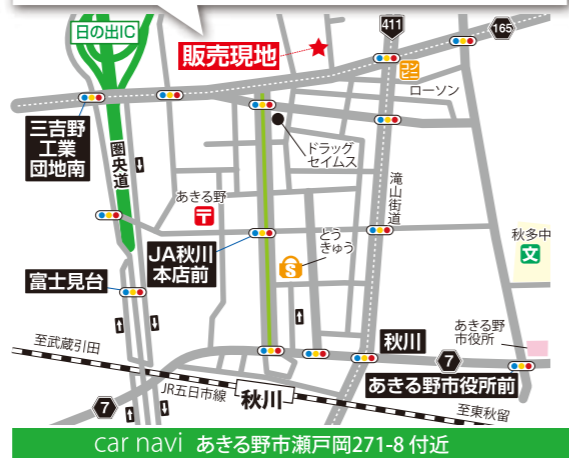 日の出IC
販売現地
411
165
コン
ビニ
ローソン
三吉野
工業
団地南
圏央道
ドラッグ
セイムス
滝山街道
あきる野
〒
とう
きゅう
S
JA秋川
本店前
秋多中
文
富士見台
あきる野
市役所
至武蔵引田
秋川
7
あきる野市役所前
JR五日市線
秋川
7
至東秋留
car navi あきる野市瀬戸岡271-8 付近